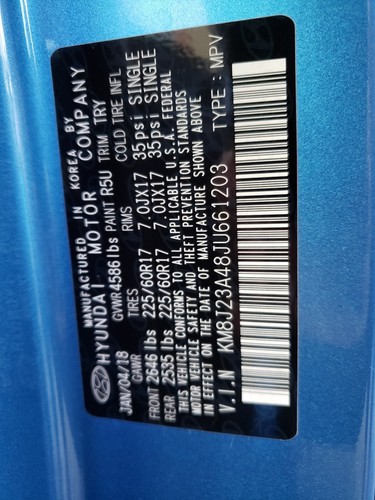 MANUFACTURED IN KOREA BY
HYUNDAI MOTOR COMPANY
JAN/04/18 GVWR 4586 lbs PAINT R5U TRIM TRY
GAWR TIRES RIMS COLD TIRE INFL
FRONT 2646 lbs 225/60R17 7.0JX17 35psi SINGLE
REAR 2535 lbs 225/60R17 7.0JX17 35psi SINGLE
THIS VEHICLE CONFORMS TO ALL APPLICABLE U.S.A. FEDERAL
MOTOR VEHICLE SAFETY AND THEFT PREVENTION STANDARDS
IN EFFECT ON THE DATE OF MANUFACTURE SHOWN ABOVE
V.I.N KM8J23A48JU661203 TYPE : MPV